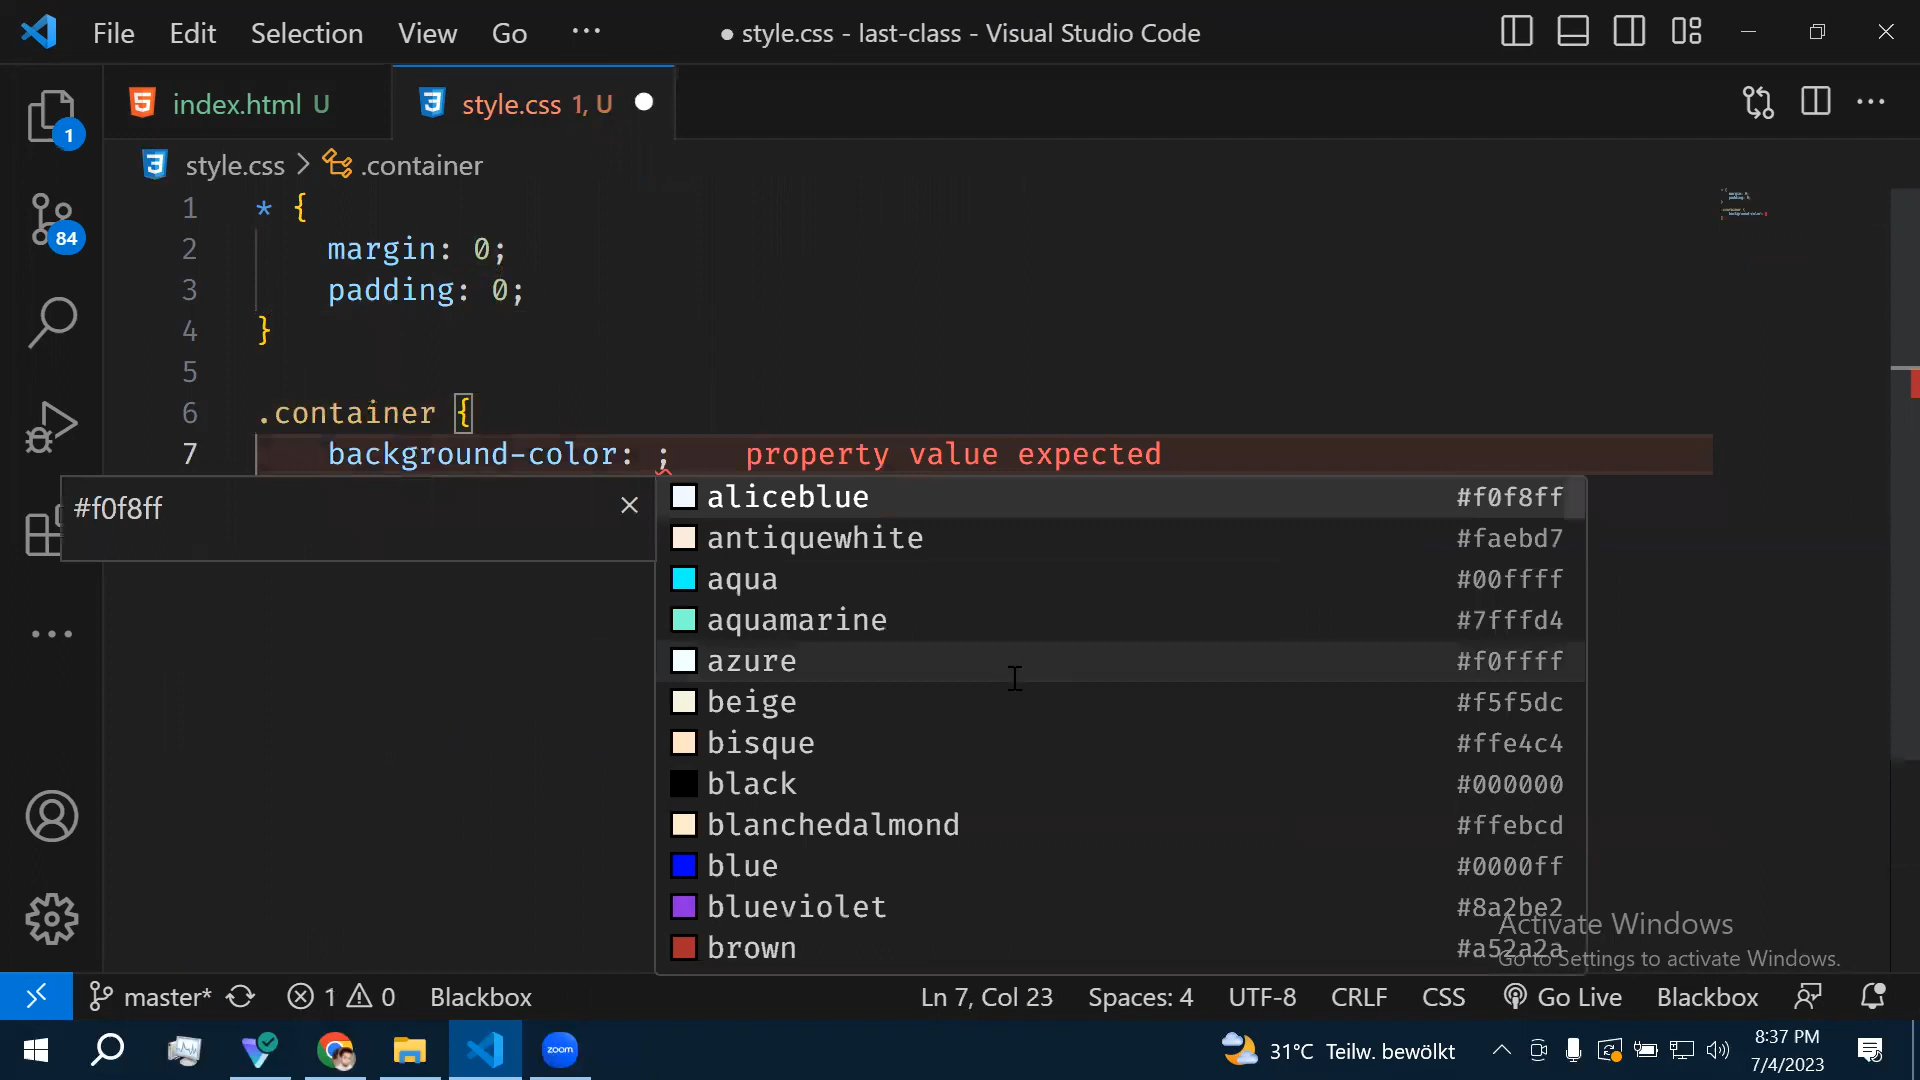 File Edit Selection View Go ··· ● style.css - last-class - Visual Studio Code
index.html U style.css 1, U
style.css > .container
1 * {
2 margin: 0;
3 padding: 0;
4 }
5
6 .container {
7 background-color: ; property value expected
#f0f8ff
aliceblue #f0f8ff
antiquewhite #faebd7
aqua #00ffff
aquamarine #7fffd4
azure #f0ffff
beige #f5f5dc
bisque #ffe4c4
black #000000
blanchedalmond #ffebcd
blue #0000ff
blueviolet #8a2be2
brown #a52a2a
1
84
Activate Windows
Go to Settings to activate Windows.
master* 1 0 Blackbox Ln 7, Col 23 Spaces: 4 UTF-8 CRLF CSS Go Live Blackbox
zoom 31°C Teilw. bewölkt 8:37 PM
7/4/2023